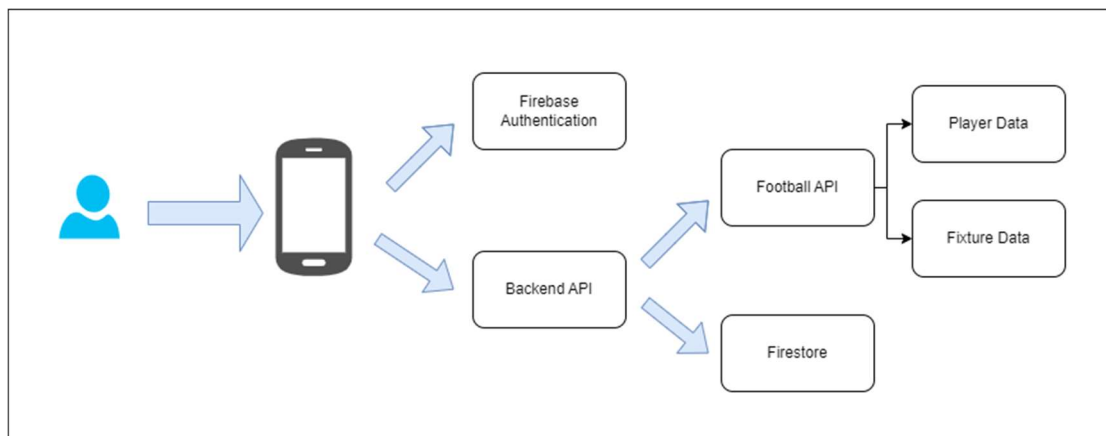 Firebase
Authentication
Backend API
Football API
Firestore
Player Data
Fixture Data